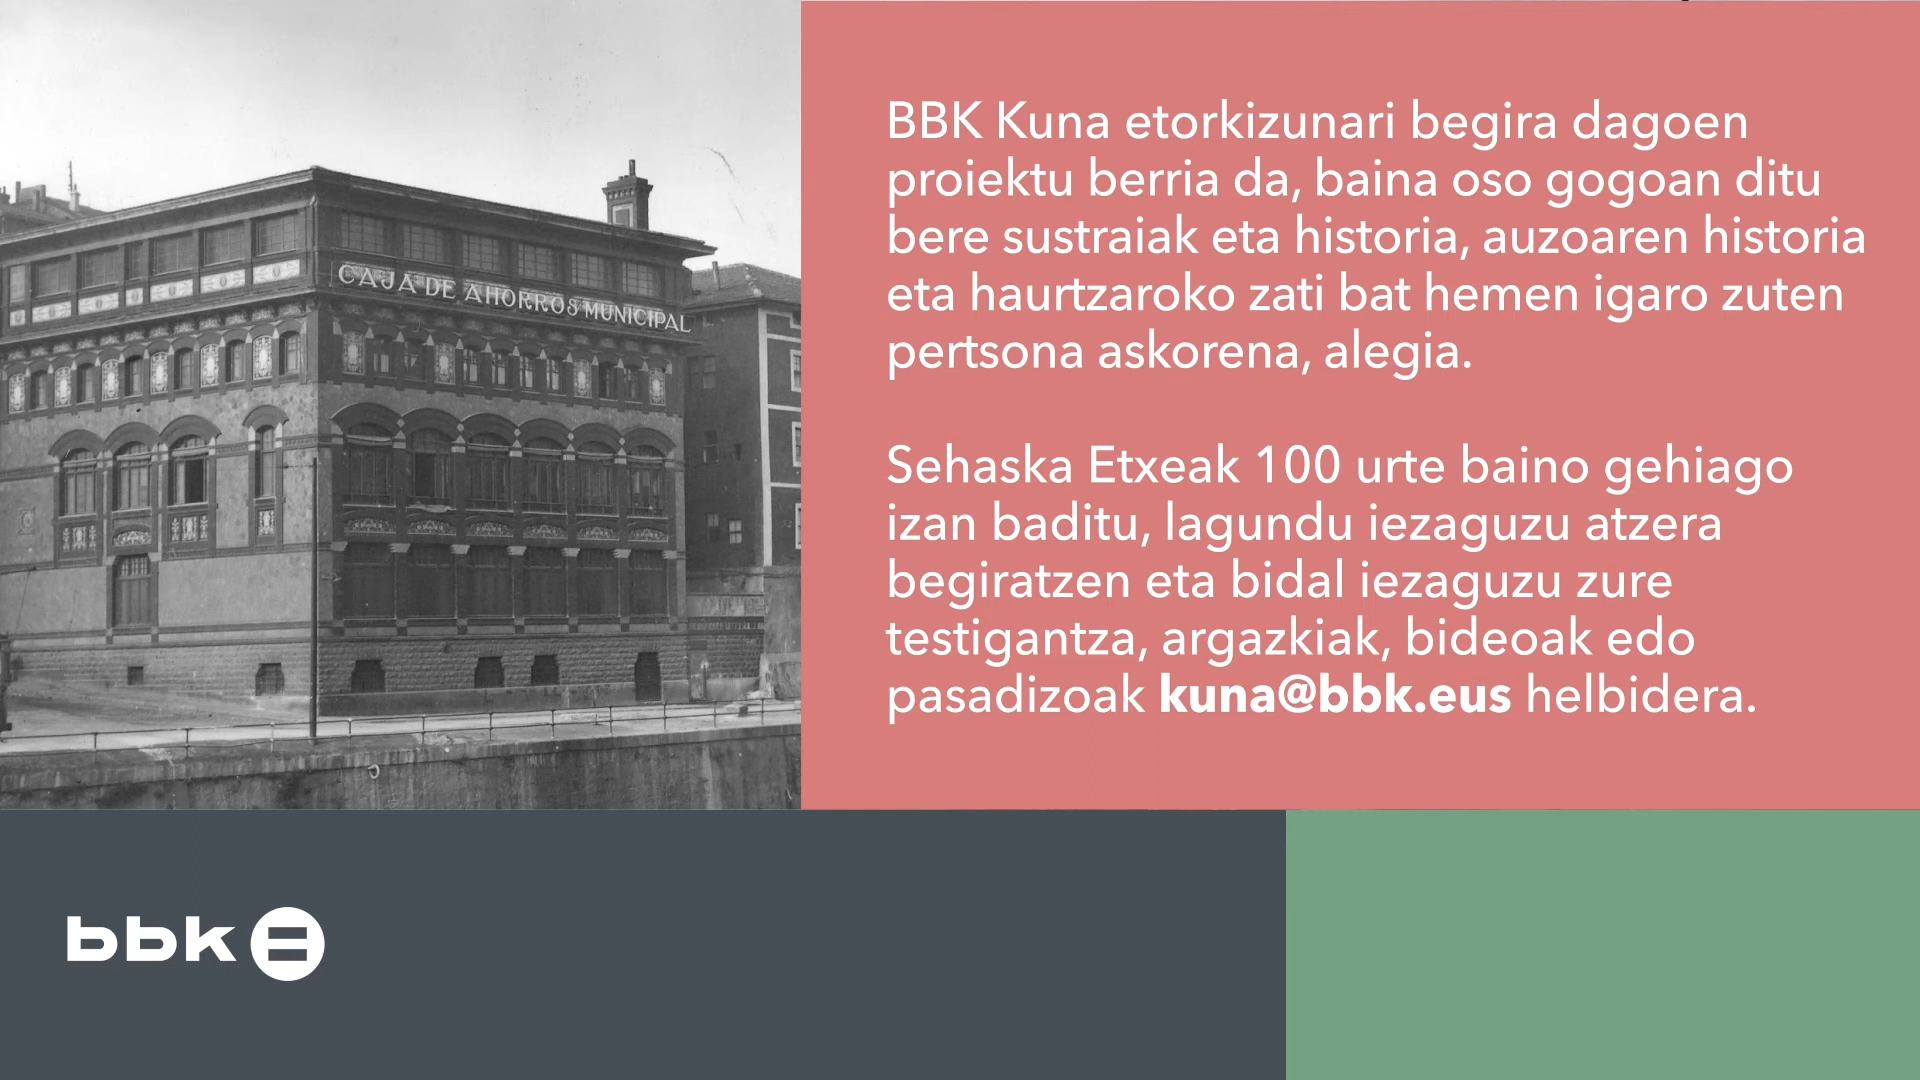 CAJA DE AHORROS MUNICIPAL
BBK Kuna etorkizunari begira dagoen
proiektu berria da, baina oso gogoan ditu
bere sustraiak eta historia, auzoaren historia
eta haurtzaroko zati bat hemen igaro zuten
pertsona askorena, alegia.
Sehaska Etxeak 100 urte baino gehiago
izan baditu, lagundu iezaguzu atzera
begiratzen eta bidal iezaguzu zure
testigantza, argazkiak, bideoak edo
pasadizoak kuna@bbk.eus helbidera.
bbk